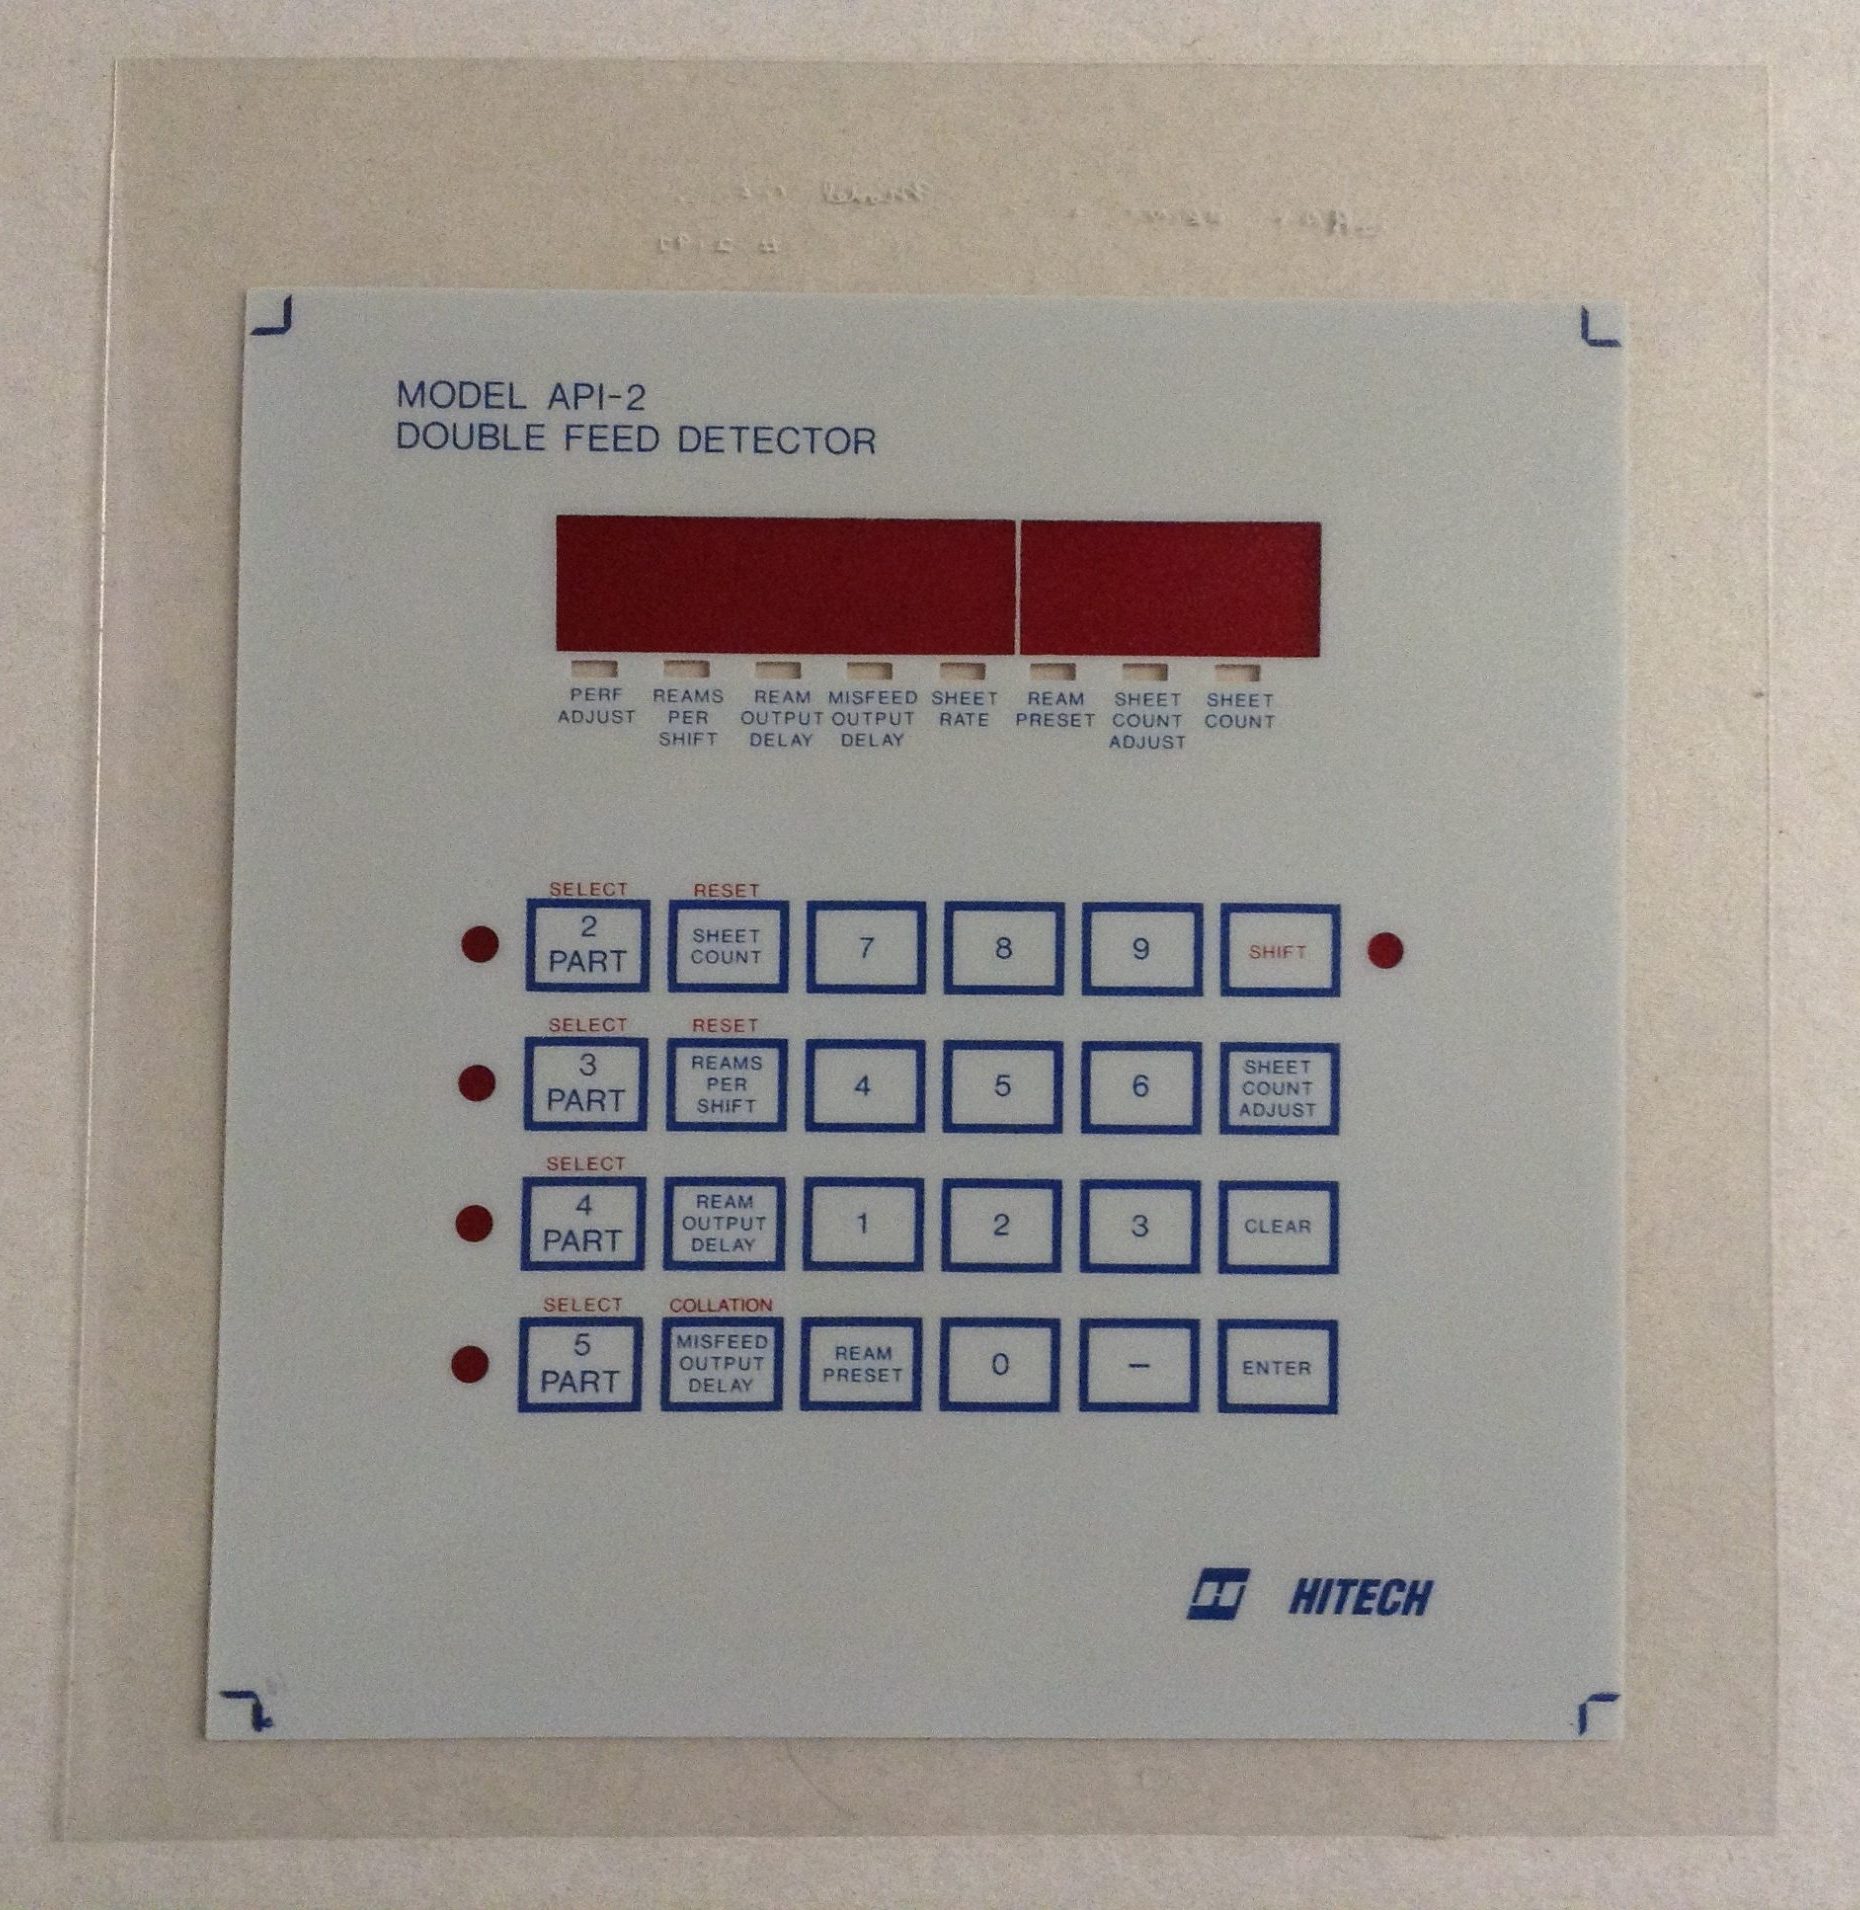 MODEL API-2
DOUBLE FEED DETECTOR
PERF ADJUST
REAMS PER SHIFT
REAM OUTPUT DELAY
MISFEED OUTPUT DELAY
SHEET RATE
REAM PRESET
SHEET COUNT ADJUST
SHEET COUNT
SELECT RESET
2 PART SHEET COUNT 7 8 9 SHIFT
SELECT RESET
3 PART REAMS PER SHIFT 4 5 6 SHEET COUNT ADJUST
SELECT
4 PART REAM OUTPUT DELAY 1 2 3 CLEAR
SELECT COLLATION
5 PART MISFEED OUTPUT DELAY REAM PRESET 0 – ENTER
HITECH